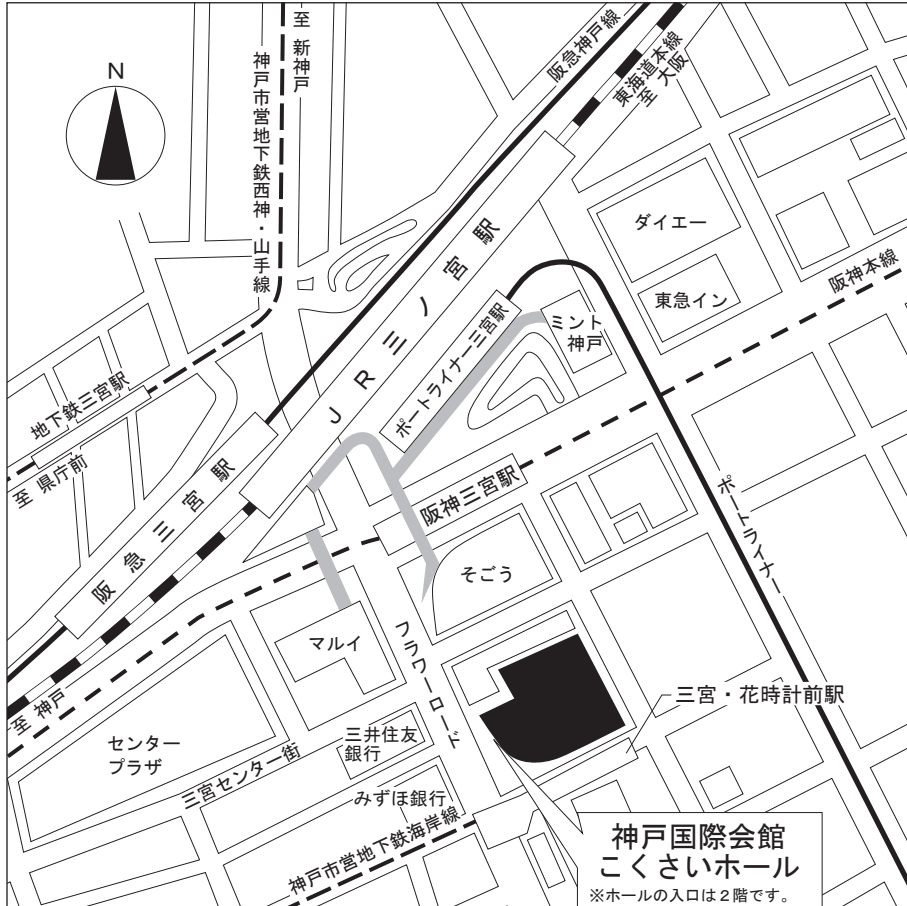 N
至 新神戸
神戸市営地下鉄西神・山手線
阪急神戸線
東海道本線
至 大阪
JR三ノ宮駅
ダイエー
東急イン
阪神本線
ポートライナー三宮駅
ミント
神戸
地下鉄三宮駅
至 県庁前
阪急三宮駅
阪神三宮駅
ポートライナー
そごう
マルイ
フラワーロード
至 神戸
センター
プラザ
三宮センター街
三井住友
銀行
みずほ銀行
三宮・花時計前駅
神戸市営地下鉄海岸線
神戸国際会館
こくさいホール
※ホールの入口は2階です。